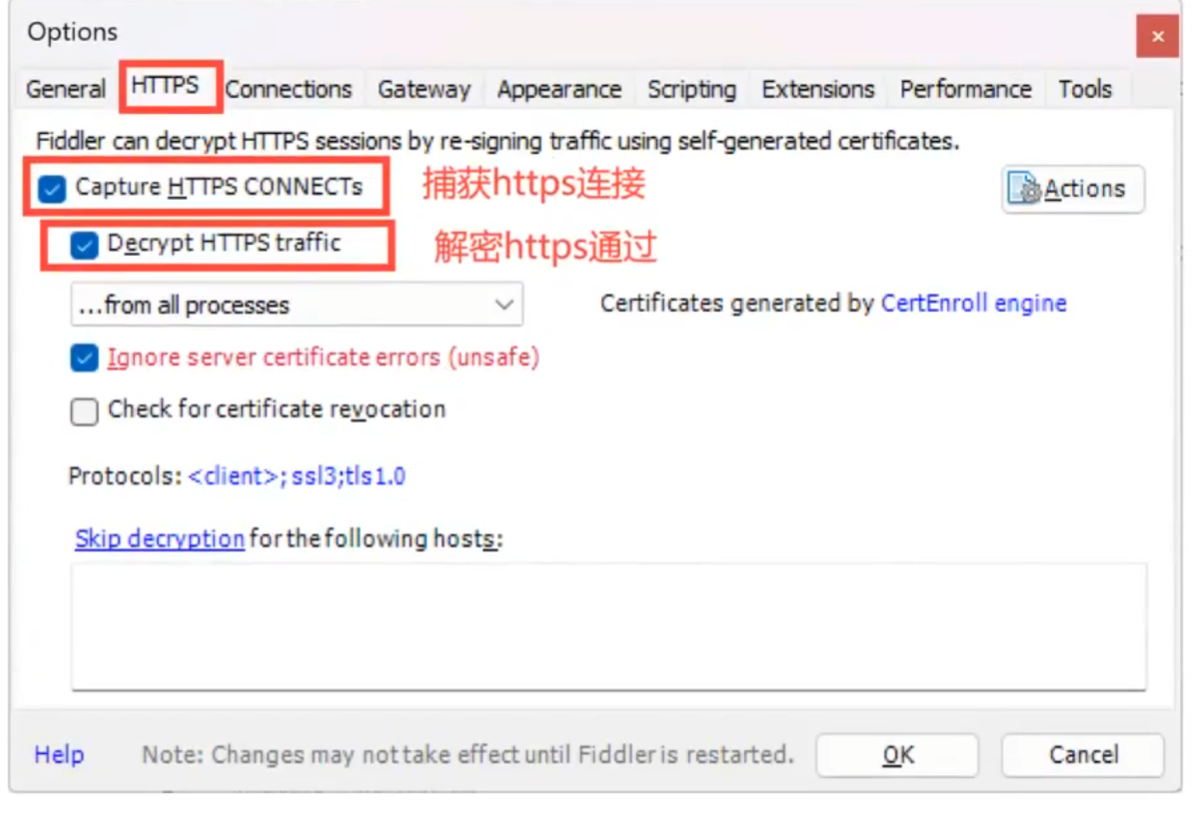 Options
General HTTPS Connections Gateway Appearance Scripting Extensions Performance Tools
Fiddler can decrypt HTTPS sessions by re-signing traffic using self-generated certificates.
Capture HTTPS CONNECTs 捕获https连接 Actions
Decrypt HTTPS traffic 解密https通过
...from all processes Certificates generated by CertEnroll engine
Ignore server certificate errors (unsafe)
Check for certificate revocation
Protocols: <client>;ssl3;tls1.0
Skip decryption for the following hosts:
Help Note: Changes may not take effect until Fiddler is restarted. OK Cancel